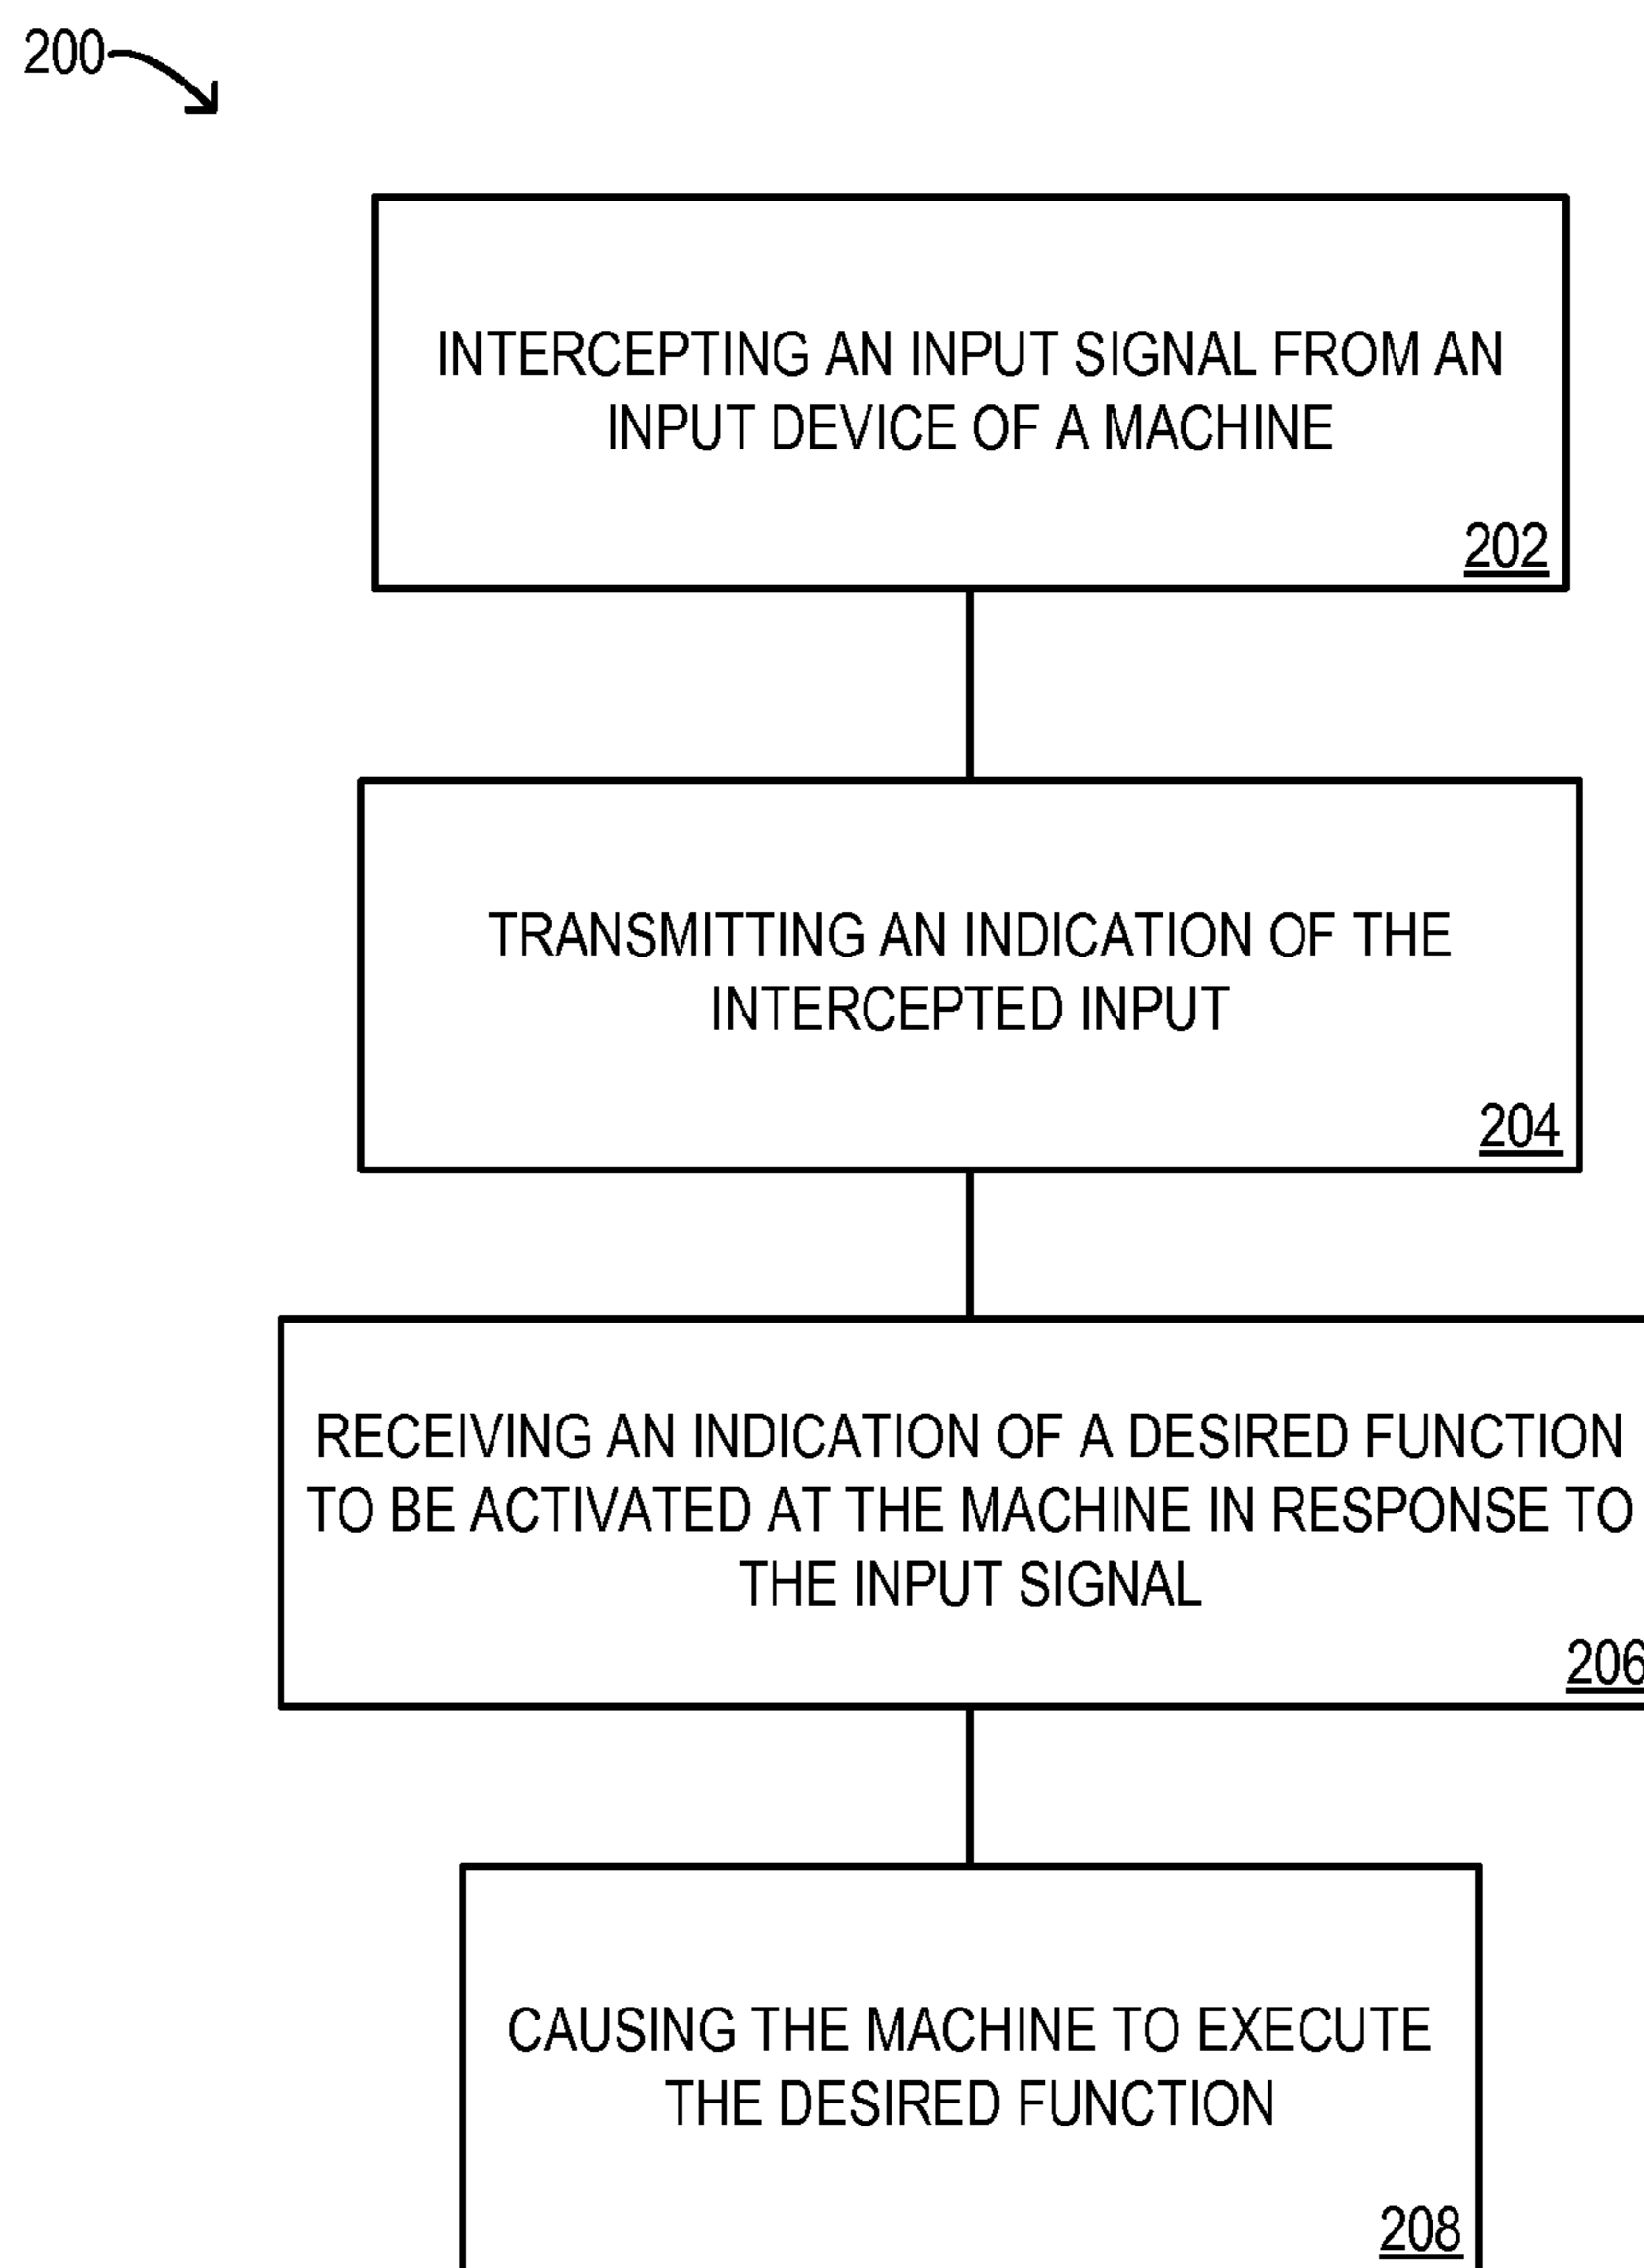 200
INTERCEPTING AN INPUT SIGNAL FROM AN
INPUT DEVICE OF A MACHINE
202
TRANSMITTING AN INDICATION OF THE
INTERCEPTED INPUT
204
RECEIVING AN INDICATION OF A DESIRED FUNCTION
TO BE ACTIVATED AT THE MACHINE IN RESPONSE TO
THE INPUT SIGNAL
206
CAUSING THE MACHINE TO EXECUTE
THE DESIRED FUNCTION
208